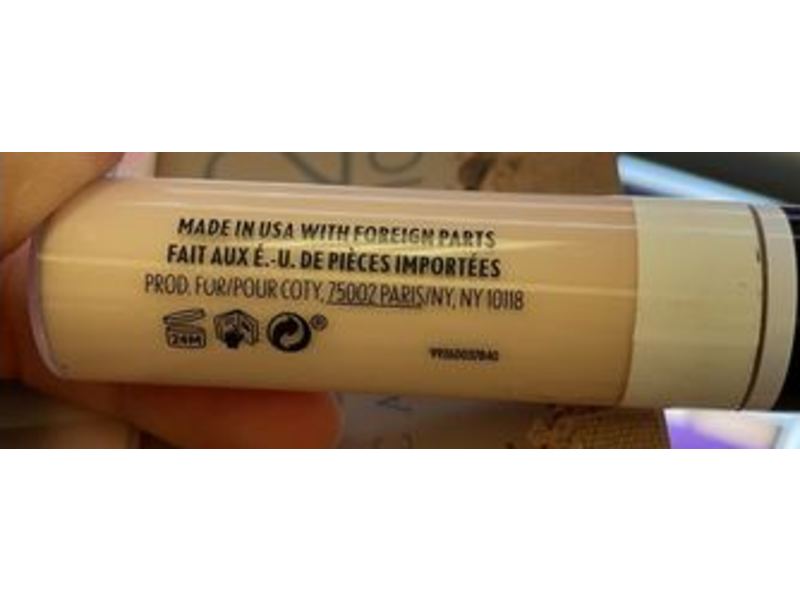 MADE IN USA WITH FOREIGN PARTS
FAIT AUX É.-U. DE PIÈCES IMPORTÉES
PROD. FOR/POUR COTY, 75002 PARIS/NY, NY 10118
24M
®